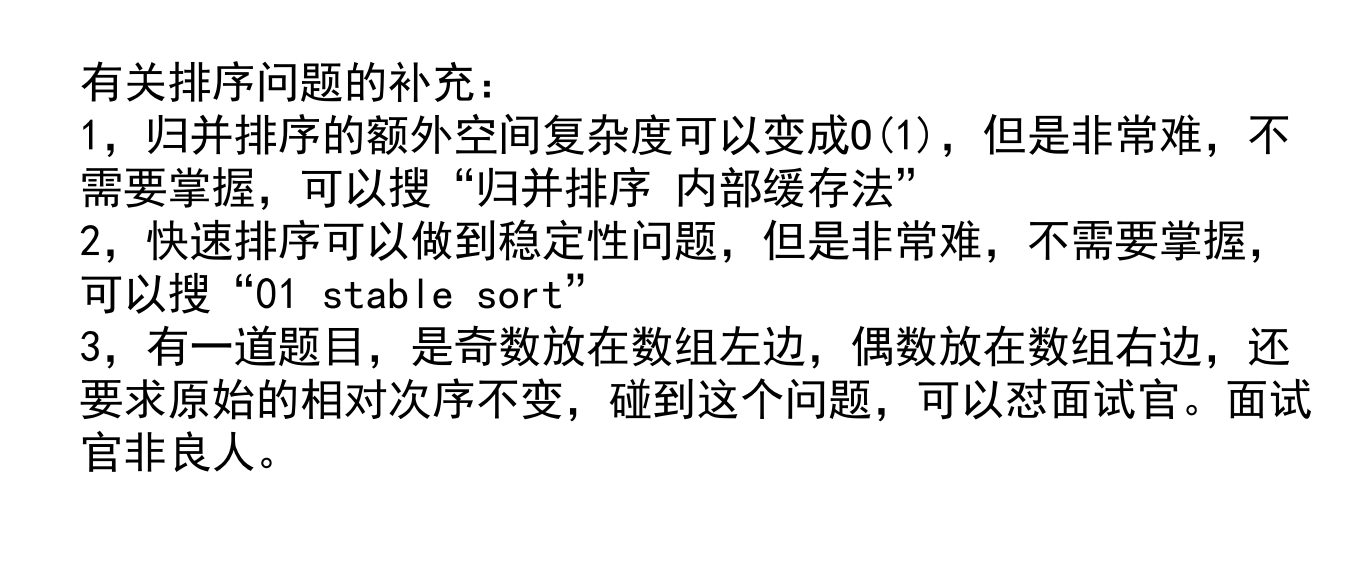 有关排序问题的补充：
1，归并排序的额外空间复杂度可以变成O(1)，但是非常难，不
需要掌握，可以搜“归并排序 内部缓存法”
2，快速排序可以做到稳定性问题，但是非常难，不需要掌握，
可以搜“01 stable sort”
3，有一道题目，是奇数放在数组左边，偶数放在数组右边，还
要求原始的相对次序不变，碰到这个问题，可以怼面试官。面试
官非良人。